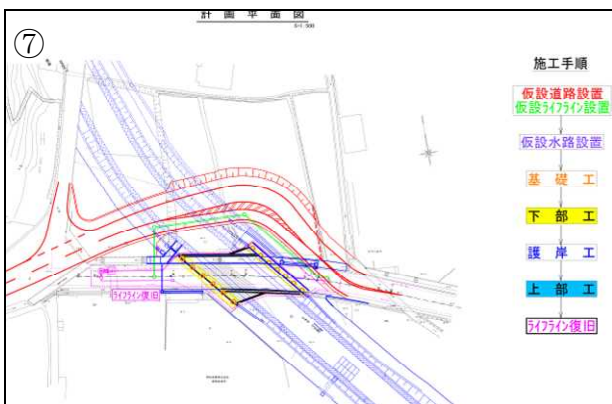 計画平面図
S=1:500
⑦
施工手順
仮設道路設置
仮設ライフライン設置
仮設水路設置
基礎工
下部工
護岸工
上部工
ライフライン復旧
ライフライン復旧